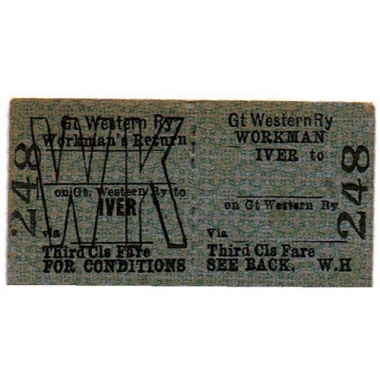 Gt Western Ry
Workman's Return
on Gt. Western Ry to
IVER
via
Third Cls Fare
FOR CONDITIONS
WK
248
Gt Western Ry
WORKMAN
IVER to
on Gt Western Ry
Via
Third Cls Fare
SEE BACK. W.H
248